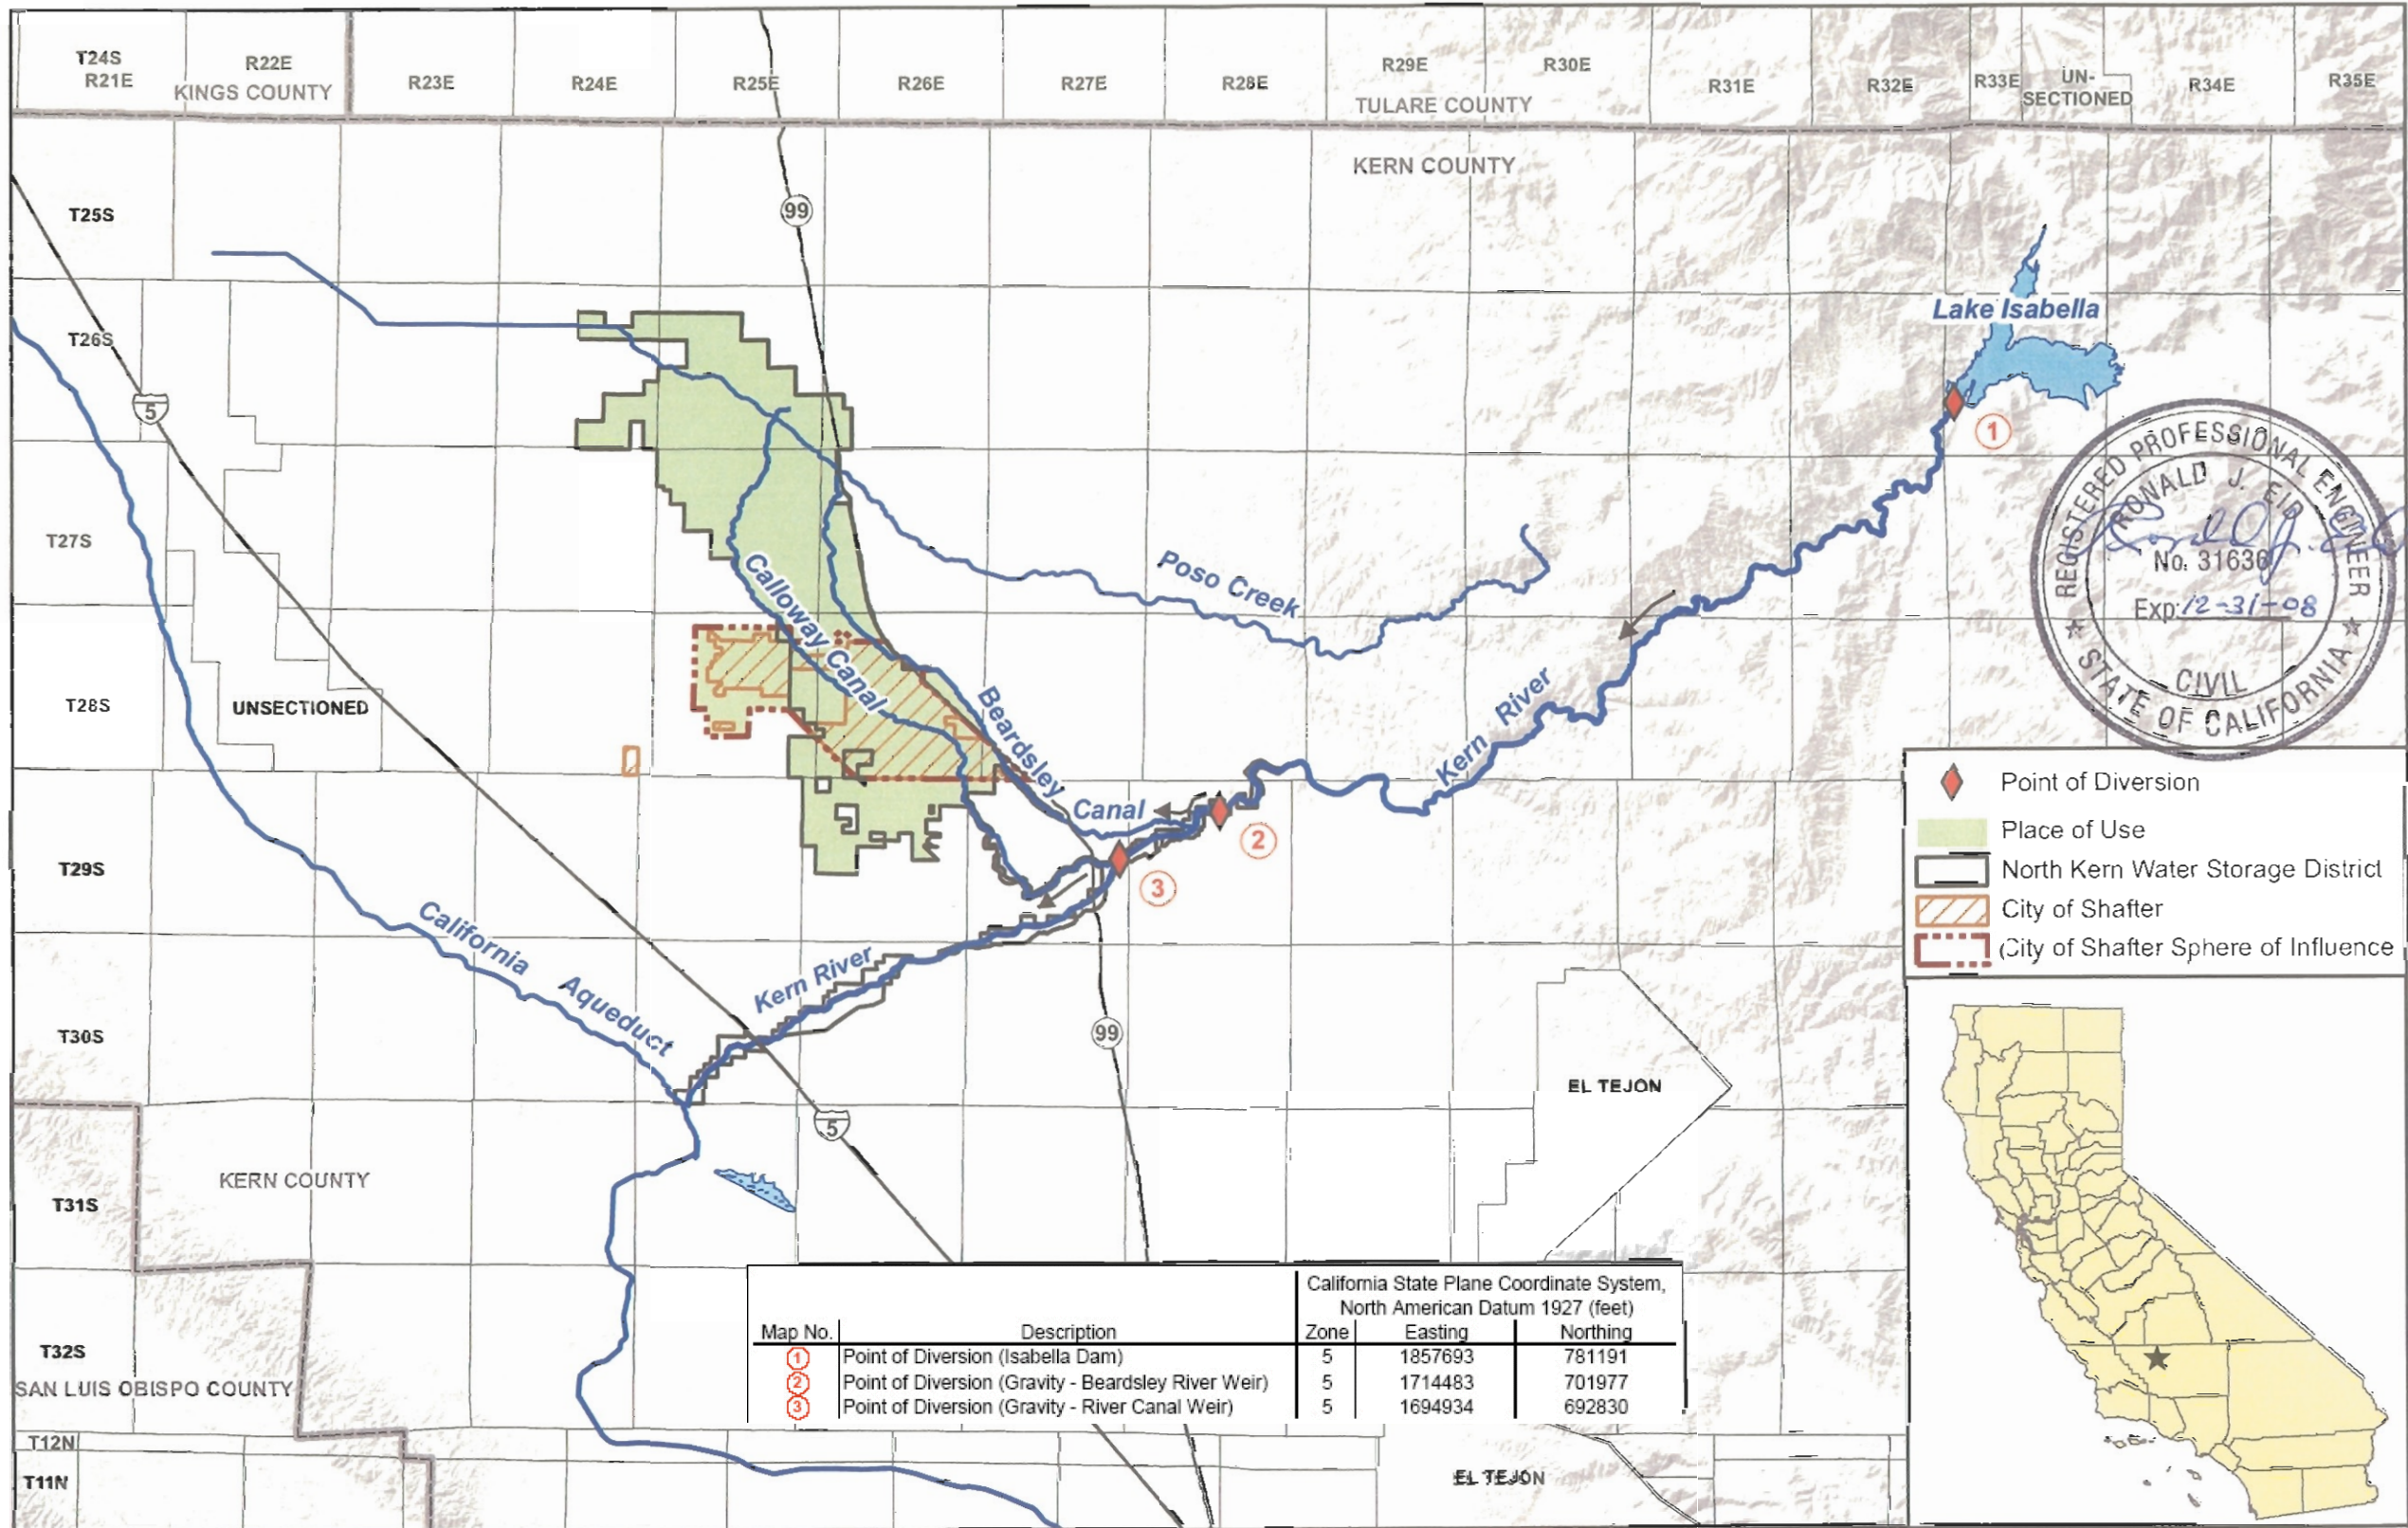 T24S
R21E
R22E
KINGS COUNTY
R23E
R24E
R25E
R26E
R27E
R28E
R29E
R30E
TULARE COUNTY
R31E
R32E
R33E
UN-
SECTIONED
R34E
R35E
KERN COUNTY
T25S
99
Lake Isabella
T26S
5
1
REGISTERED PROFESSIONAL ENGINEER
RONALD J. EID
No. 31636
Exp. 12-31-08
CIVIL
STATE OF CALIFORNIA
T27S
Calloway Canal
Poso Creek
T28S
UNSECTIONED
Beardsley
Canal
Kern River
2
3
Point of Diversion
Place of Use
North Kern Water Storage District
City of Shafter
City of Shafter Sphere of Influence
T29S
California Aqueduct
Kern River
T30S
99
5
EL TEJON
KERN COUNTY
T31S
California State Plane Coordinate System,
North American Datum 1927 (feet)
Map No. Description Zone Easting Northing
1 Point of Diversion (Isabella Dam) 5 1857693 781191
2 Point of Diversion (Gravity - Beardsley River Weir) 5 1714483 701977
3 Point of Diversion (Gravity - River Canal Weir) 5 1694934 692830
T32S
SAN LUIS OBISPO COUNTY
T12N
T11N
EL TEJON